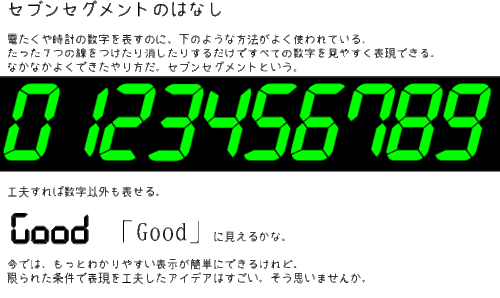 セブンセグメントのはなし
電たくや時計の数字を表すのに、下のような方法がよく使われている。
たった７つの線をつけたり消したりするだけですべての数字を見やすく表現できる。
なかなかよくできたやり方だ。セブンセグメントという。
0123456789
工夫すれば数字以外も表せる。
Good 「Good」に見えるかな。
今では、もっとわかりやすい表示が簡単にできるけれど、
限られた条件で表現を工夫したアイデアはすごい。そう思いませんか。